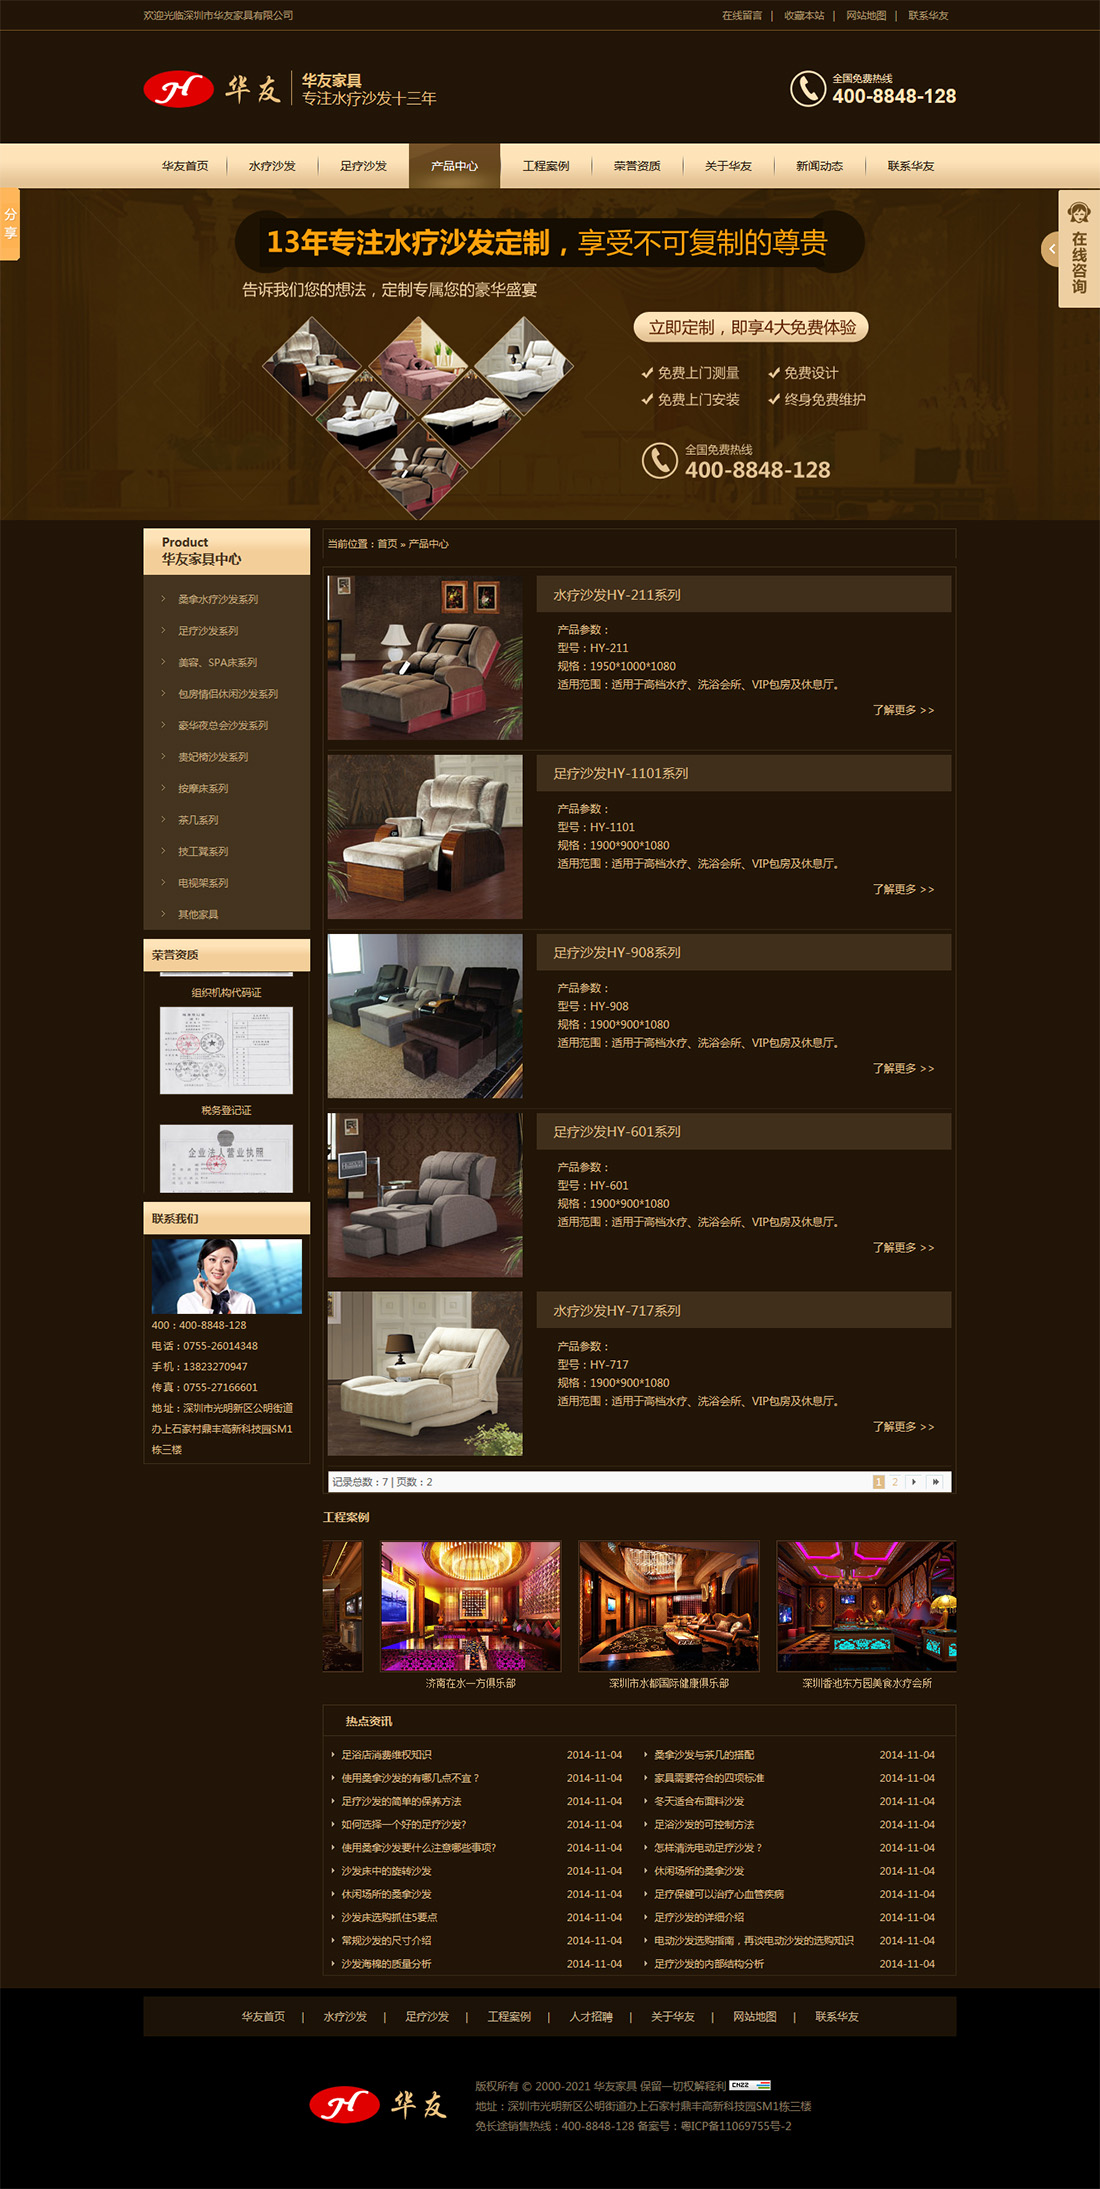 欢迎光临深圳市华友家具有限公司
在线留言 | 收藏本站 | 网站地图 | 联系华友
华友
华友家具
专注水疗沙发十三年
全国免费热线
400-8848-128
华友首页 水疗沙发 足疗沙发 产品中心 工程案例 荣誉资质 关于华友 新闻动态 联系华友
分享
在线咨询
13年专注水疗沙发定制，享受不可复制的尊贵
告诉我们您的想法，定制专属您的豪华盛宴
立即定制，即享4大免费体验
免费上门测量 免费设计
免费上门安装 终身免费维护
全国免费热线
400-8848-128
Product
华友家具中心
桑拿水疗沙发系列
足疗沙发系列
美容、SPA床系列
包房情侣休闲沙发系列
豪华夜总会沙发系列
贵妃椅沙发系列
按摩床系列
茶几系列
技工凳系列
电视架系列
其他家具
荣誉资质
组织机构代码证
税务登记证
企业法人营业执照
联系我们
400：400-8848-128
电话：0755-26014348
手机：13823270947
传真：0755-27166601
地址：深圳市光明新区公明街道
办上石家村鼎丰高新科技园SM1
栋三楼
当前位置：首页 » 产品中心
水疗沙发HY-211系列
产品参数：
型号：HY-211
规格：1950*1000*1080
适用范围：适用于高档水疗、洗浴会所、VIP包房及休息厅。
了解更多 >>
足疗沙发HY-1101系列
产品参数：
型号：HY-1101
规格：1900*900*1080
适用范围：适用于高档水疗、洗浴会所、VIP包房及休息厅。
了解更多 >>
足疗沙发HY-908系列
产品参数：
型号：HY-908
规格：1900*900*1080
适用范围：适用于高档水疗、洗浴会所、VIP包房及休息厅。
了解更多 >>
足疗沙发HY-601系列
产品参数：
型号：HY-601
规格：1900*900*1080
适用范围：适用于高档水疗、洗浴会所、VIP包房及休息厅。
了解更多 >>
水疗沙发HY-717系列
产品参数：
型号：HY-717
规格：1900*900*1080
适用范围：适用于高档水疗、洗浴会所、VIP包房及休息厅。
了解更多 >>
记录总数：7 | 页数：2
1 2
工程案例
济南在水一方俱乐部
深圳市水都国际健康俱乐部
深圳香池东方园美食水疗会所
热点资讯
足浴店消费维权知识 2014-11-04
桑拿沙发与茶几的搭配 2014-11-04
使用桑拿沙发的有哪几点不宜？ 2014-11-04
家具需要符合的四项标准 2014-11-04
足疗沙发的简单的保养方法 2014-11-04
冬天适合布面料沙发 2014-11-04
如何选择一个好的足疗沙发? 2014-11-04
足浴沙发的可控制方法 2014-11-04
使用桑拿沙发要什么注意哪些事项? 2014-11-04
怎样清洗电动足疗沙发？ 2014-11-04
沙发床中的旋转沙发 2014-11-04
休闲场所的桑拿沙发 2014-11-04
休闲场所的桑拿沙发 2014-11-04
足疗保健可以治疗心血管疾病 2014-11-04
沙发床选购抓住5要点 2014-11-04
足疗沙发的详细介绍 2014-11-04
常规沙发的尺寸介绍 2014-11-04
电动沙发选购指南，再谈电动沙发的选购知识 2014-11-04
沙发海棉的质量分析 2014-11-04
足疗沙发的内部结构分析 2014-11-04
华友首页 | 水疗沙发 | 足疗沙发 | 工程案例 | 人才招聘 | 关于华友 | 网站地图 | 联系华友
华友
版权所有 © 2000-2021 华友家具 保留一切权解释利 CNZZ
地址：深圳市光明新区公明街道办上石家村鼎丰高新科技园SM1栋三楼
免长途销售热线：400-8848-128 备案号：粤ICP备11069755号-2